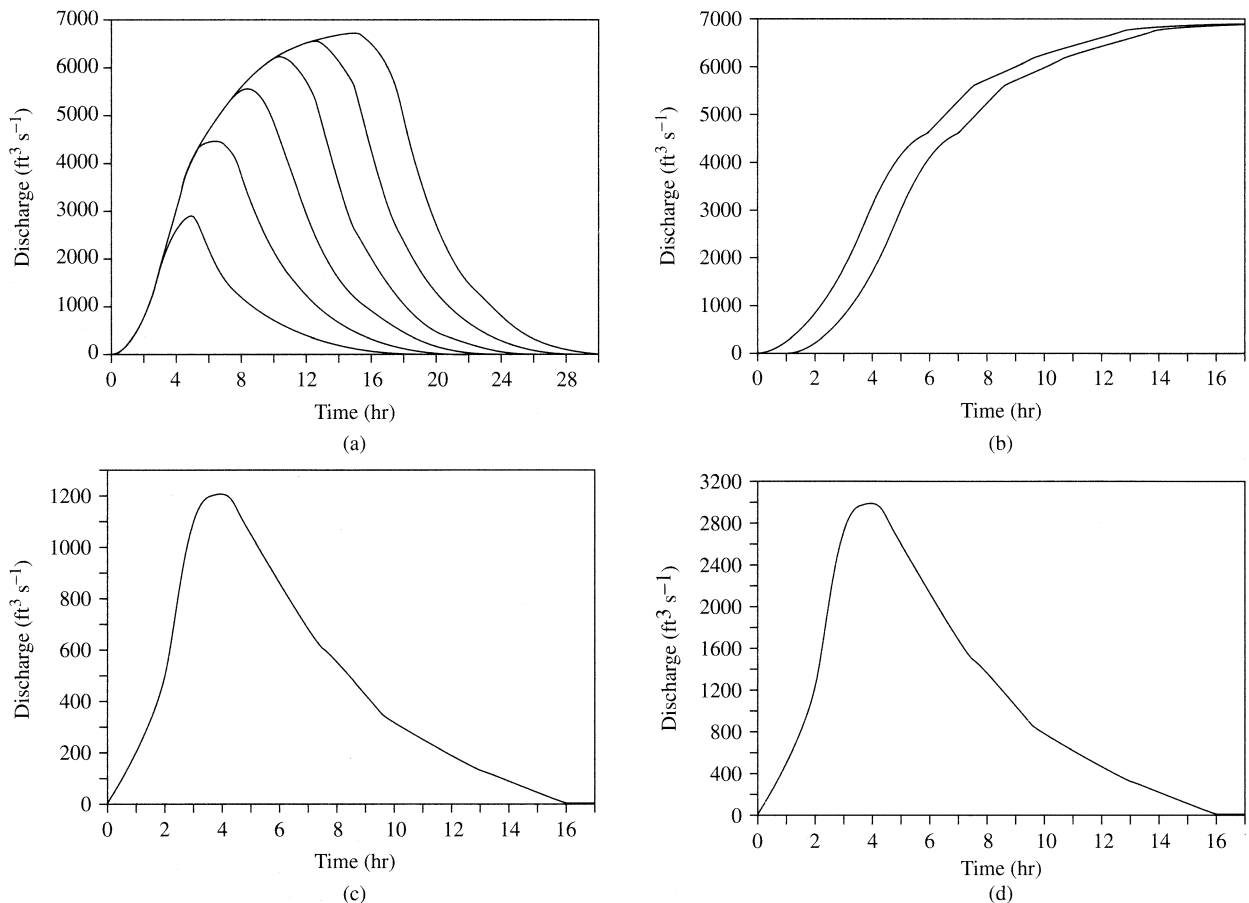 7000
6000
5000
4000
3000
2000
1000
0
Discharge (ft³ s⁻¹)
0 4 8 12 16 20 24 28
Time (hr)
(a)
7000
6000
5000
4000
3000
2000
1000
0
Discharge (ft³ s⁻¹)
0 2 4 6 8 10 12 14 16
Time (hr)
(b)
1200
1000
800
600
400
200
0
Discharge (ft³ s⁻¹)
0 2 4 6 8 10 12 14 16
Time (hr)
(c)
3200
2800
2400
2000
1600
1200
800
400
0
Discharge (ft³ s⁻¹)
0 2 4 6 8 10 12 14 16
Time (hr)
(d)